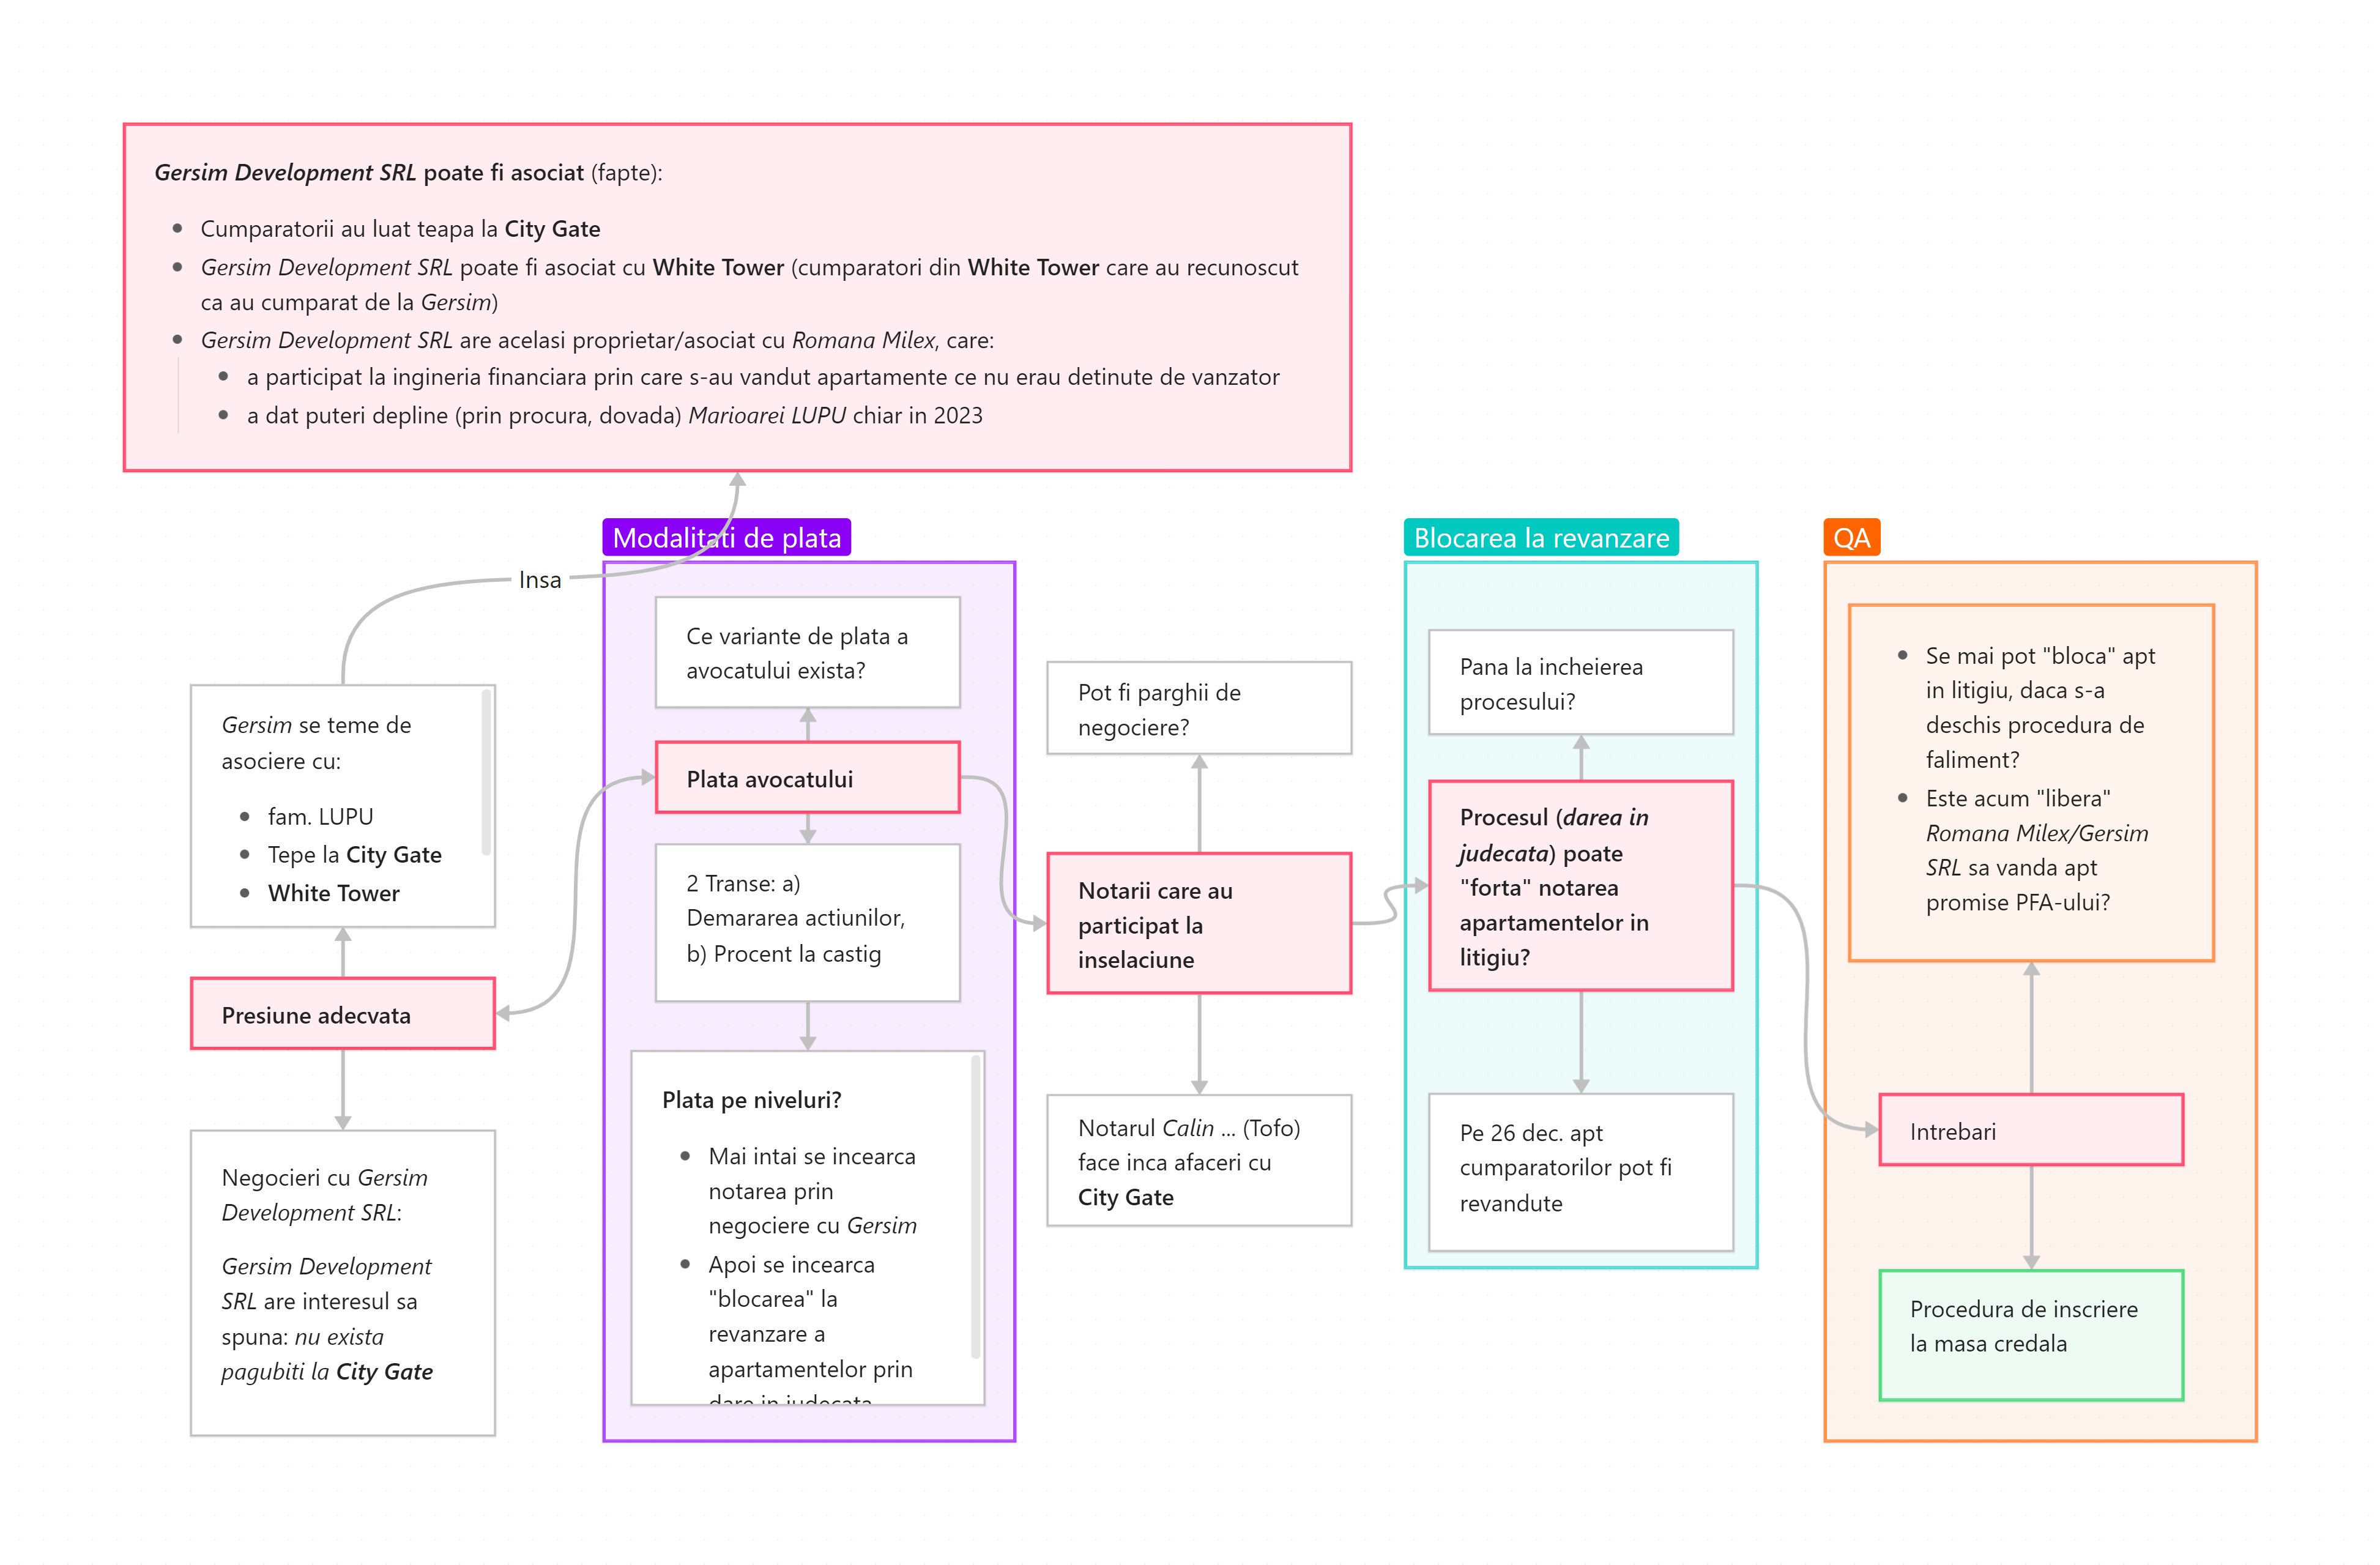 Gersim Development SRL poate fi asociat (fapte):
Cumparatorii au luat teapa la City Gate
Gersim Development SRL poate fi asociat cu White Tower (cumparatori din White Tower care au recunoscut
ca au cumparat de la Gersim)
Gersim Development SRL are acelasi proprietar/asociat cu Romana Milex, care:
a participat la ingineria financiara prin care s-au vandut apartamente ce nu erau detinute de vanzator
a dat puteri depline (prin procura, dovada) Marioarei LUPU chiar in 2023
Insa
Gersim se teme de
asociere cu:
fam. LUPU
Tepe la City Gate
White Tower
Presiune adecvata
Negocieri cu Gersim
Development SRL:
Gersim Development
SRL are interesul sa
spuna: nu exista
pagubiti la City Gate
Modalitati de plata
Ce variante de plata a
avocatului exista?
Plata avocatului
2 Transe: a)
Demararea actiunilor,
b) Procent la castig
Plata pe niveluri?
Mai intai se incearca
notarea prin
negociere cu Gersim
Apoi se incearca
"blocarea" la
revanzare a
apartamentelor prin
dare in judecata
Pot fi parghii de
negociere?
Notarii care au
participat la
inselaciune
Notarul Calin ... (Tofo)
face inca afaceri cu
City Gate
Blocarea la revanzare
Pana la incheierea
procesului?
Procesul (darea in
judecata) poate
"forta" notarea
apartamentelor in
litigiu?
Pe 26 dec. apt
cumparatorilor pot fi
revandute
QA
Se mai pot "bloca" apt
in litigiu, daca s-a
deschis procedura de
faliment?
Este acum "libera"
Romana Milex/Gersim
SRL sa vanda apt
promise PFA-ului?
Intrebari
Procedura de inscriere
la masa credala